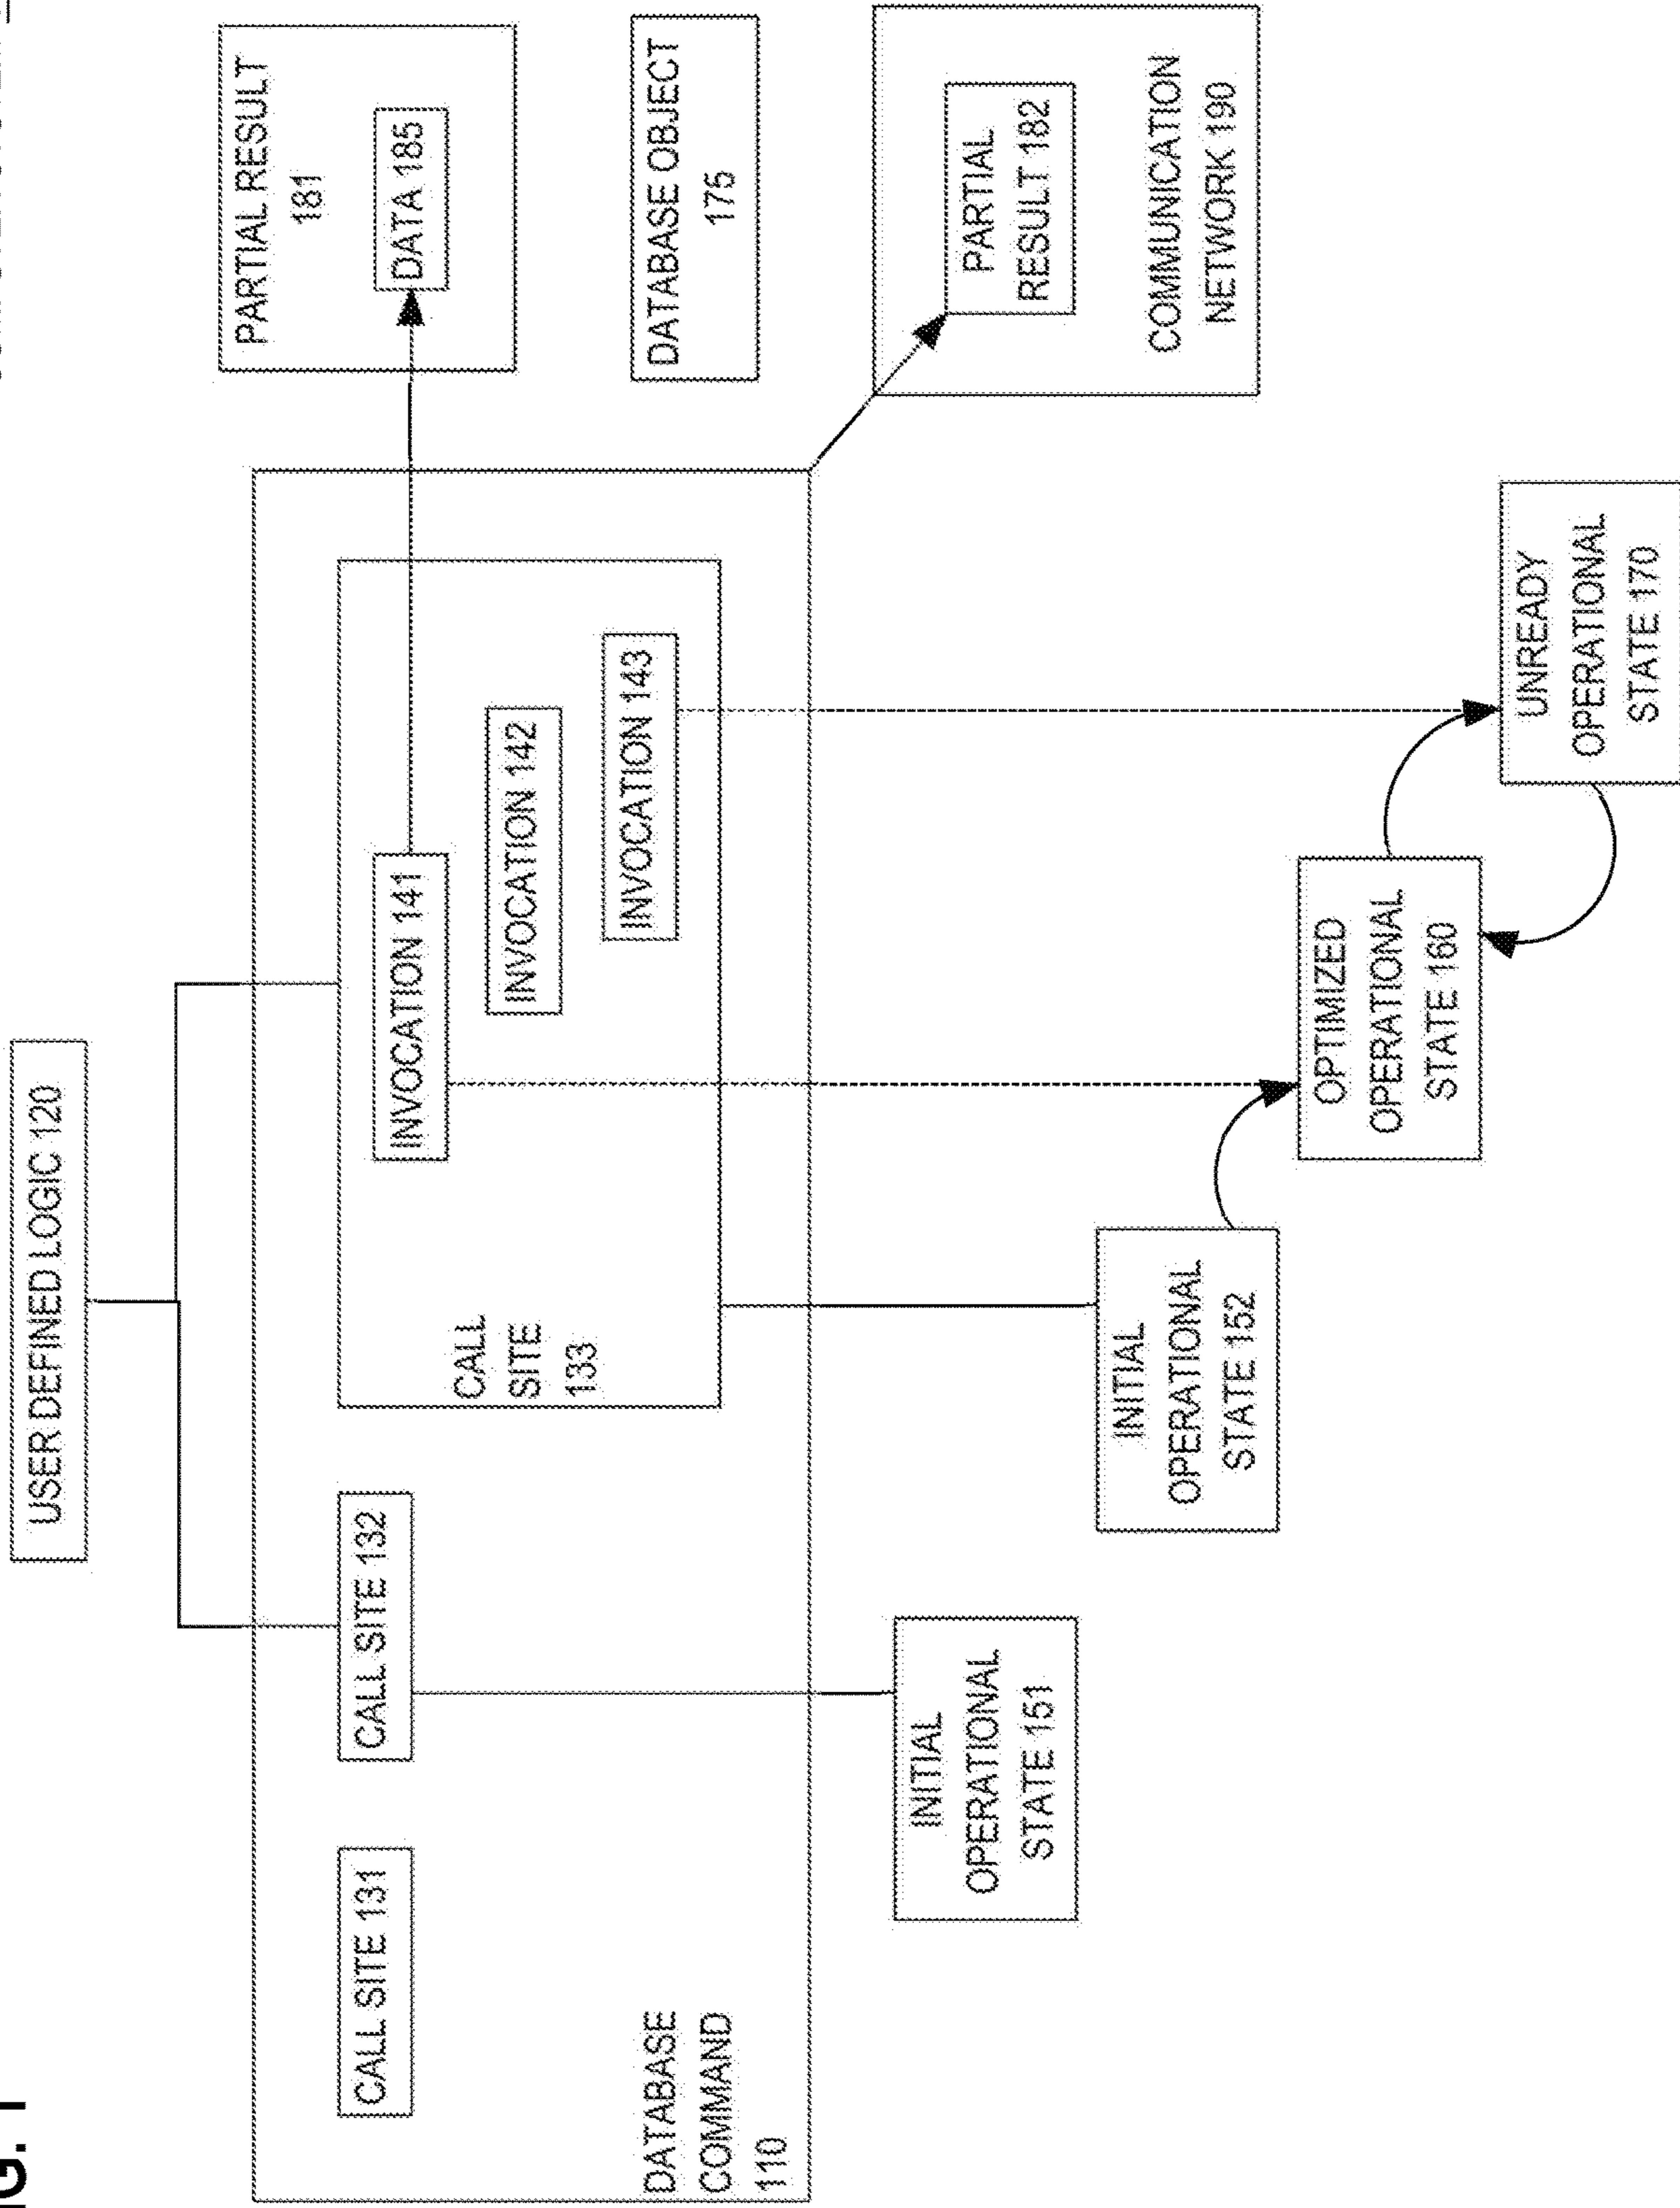 IG. 1
USER DEFINED LOGIC 120
CALL SITE 131
CALL SITE 132
CALL
SITE
133
INVOCATION 141
INVOCATION 142
INVOCATION 143
DATABASE
COMMAND
110
PARTIAL RESULT
181
DATA 185
DATABASE OBJECT
175
PARTIAL
RESULT 182
COMMUNICATION
NETWORK 190
INITIAL
OPERATIONAL
STATE 151
INITIAL
OPERATIONAL
STATE 152
OPTIMIZED
OPERATIONAL
STATE 160
UNREADY
OPERATIONAL
STATE 170